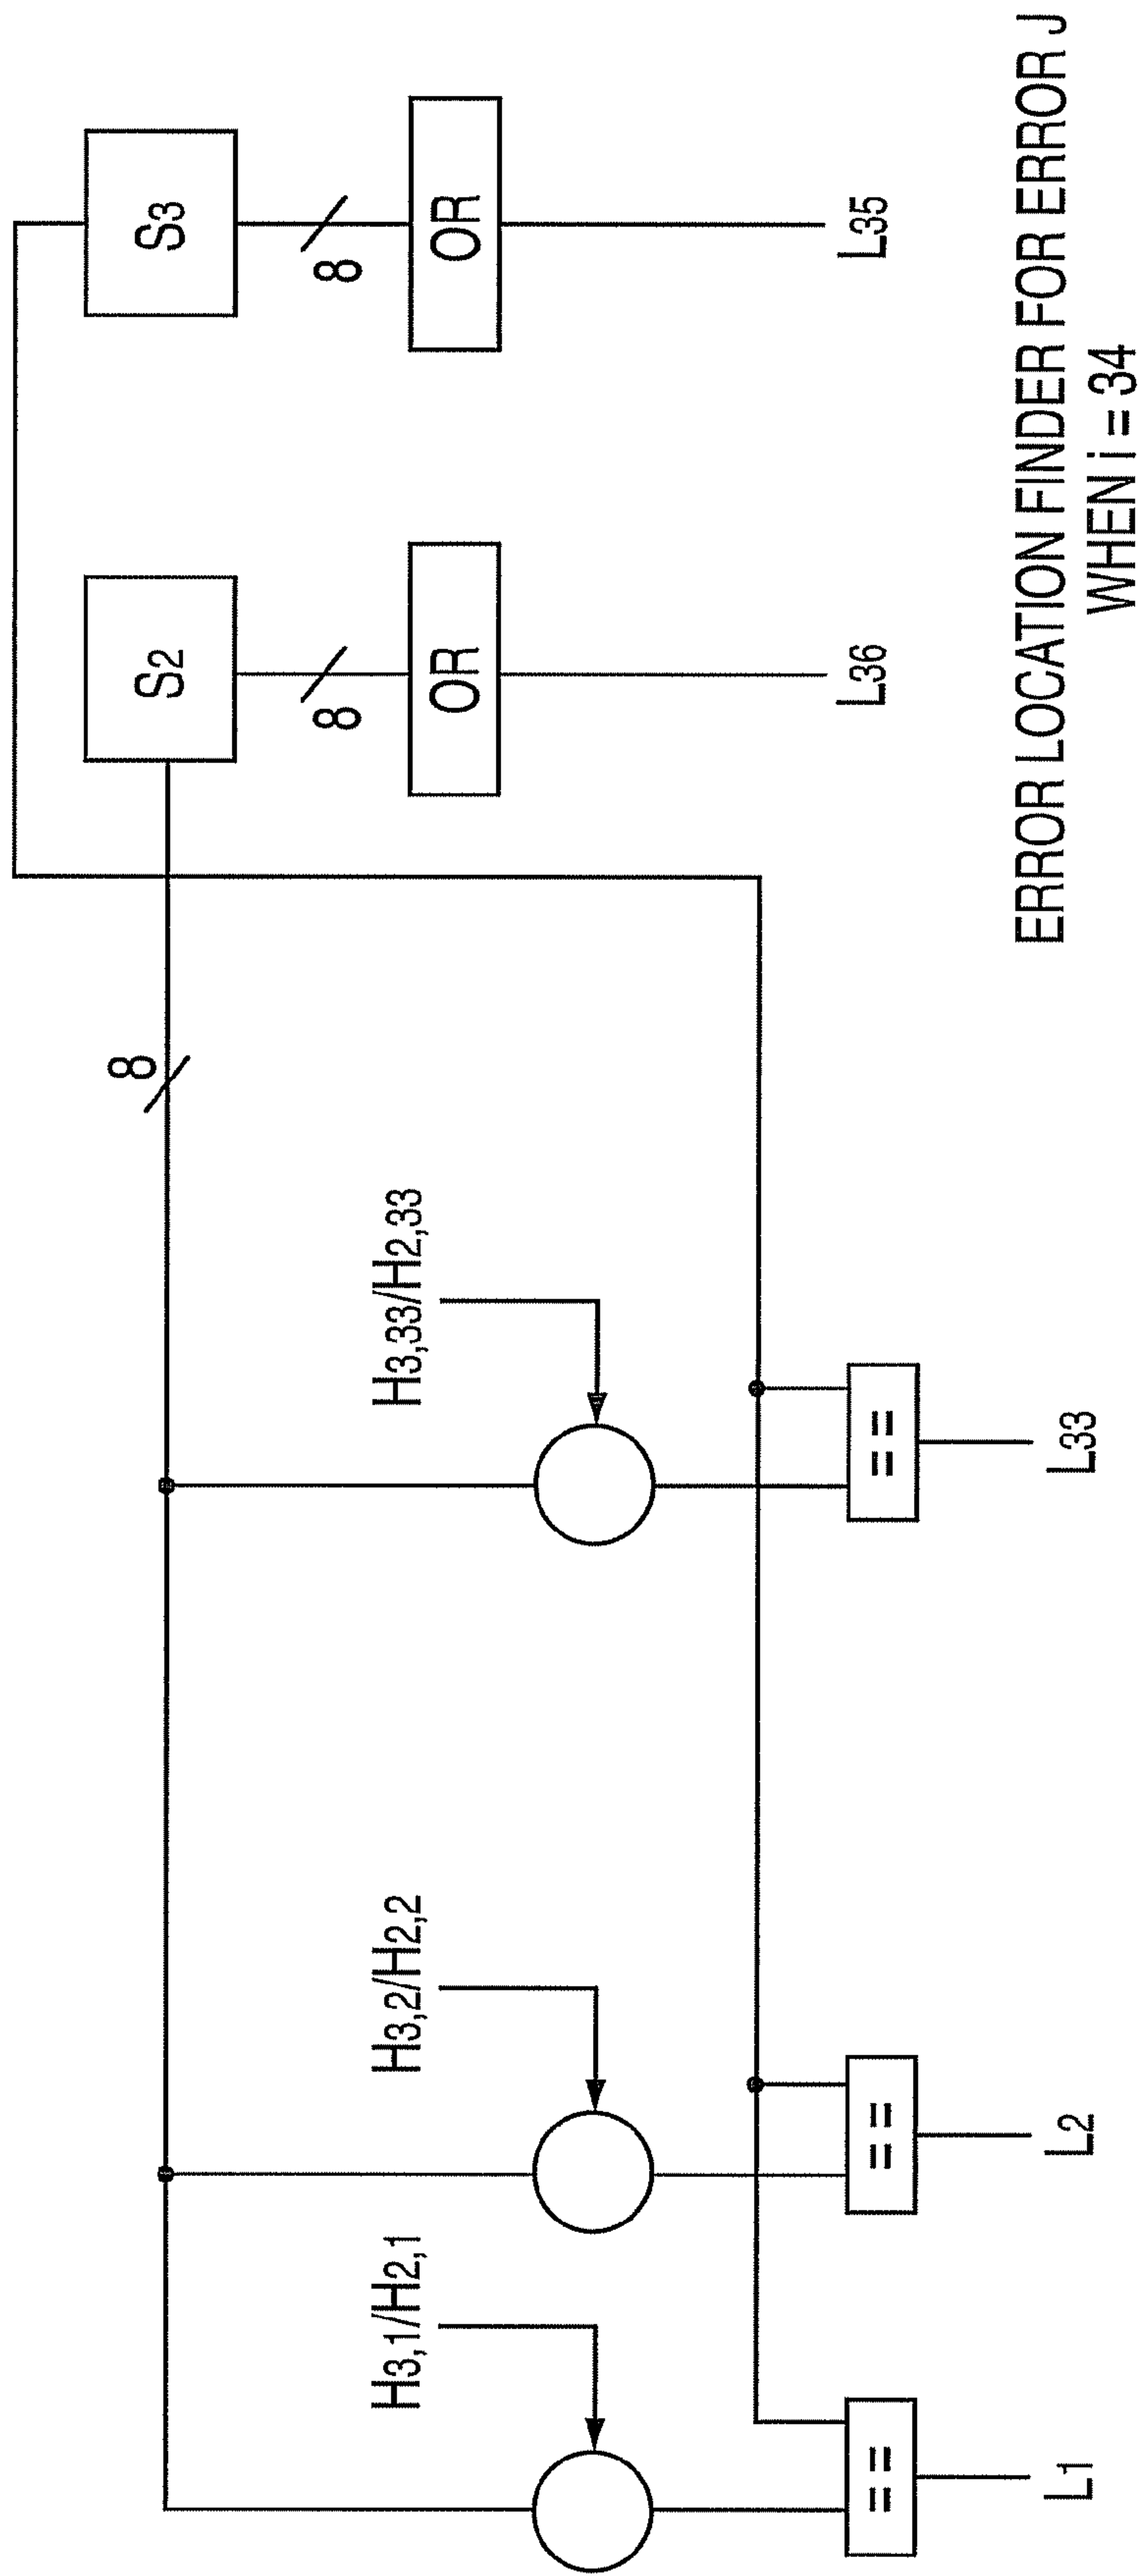 8
S2
S3
H3,1/H2,1
H3,2/H2,2
H3,33/H2,33
8
8
OR
OR
==
==
==
L1
L2
L33
L36
L35
ERROR LOCATION FINDER FOR ERROR J
WHEN i = 34